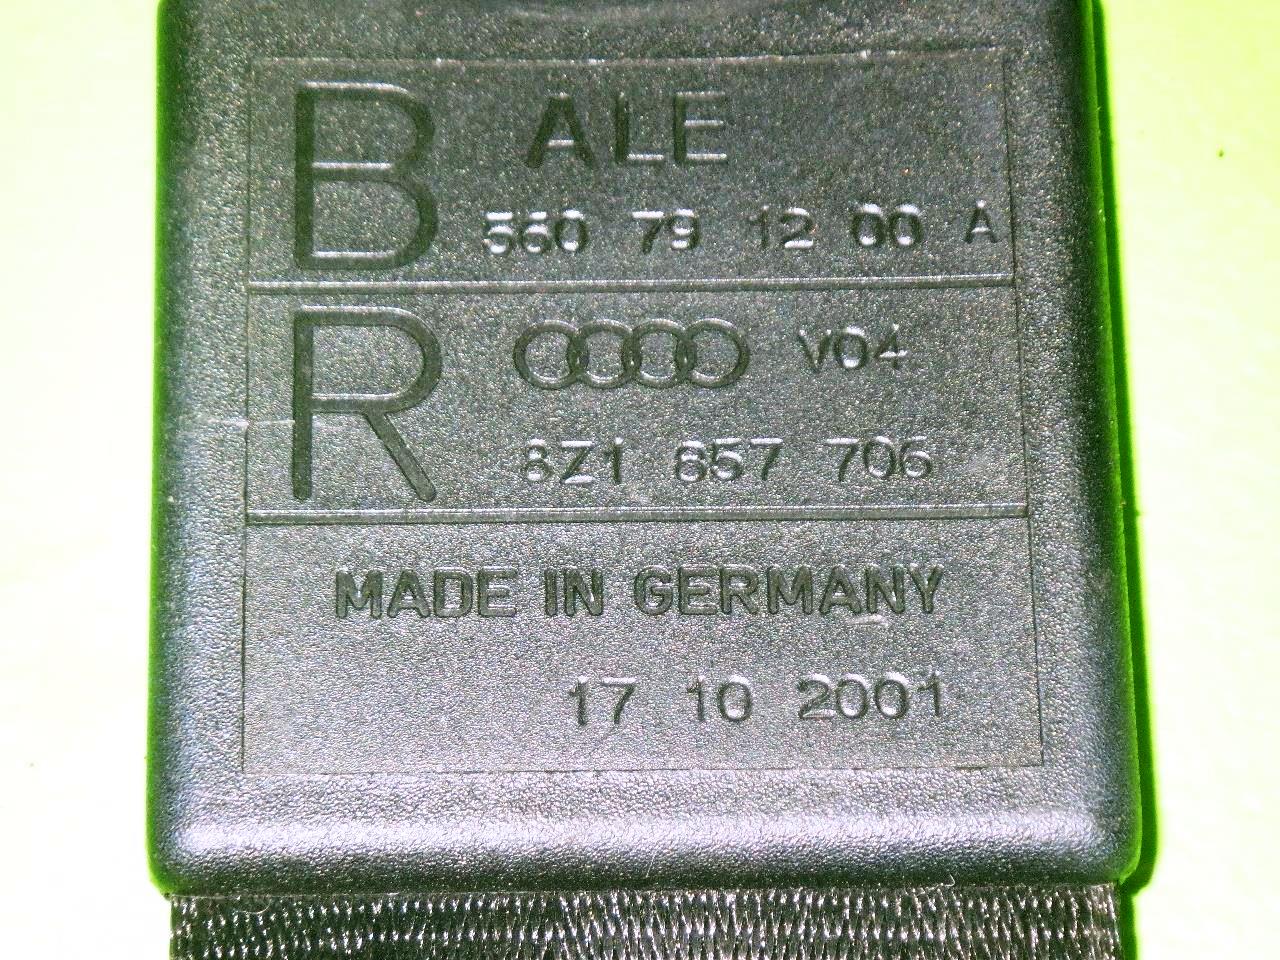 B ALE
560 79 12 00 A
R V04
8Z1 857 706
MADE IN GERMANY
17 10 2001